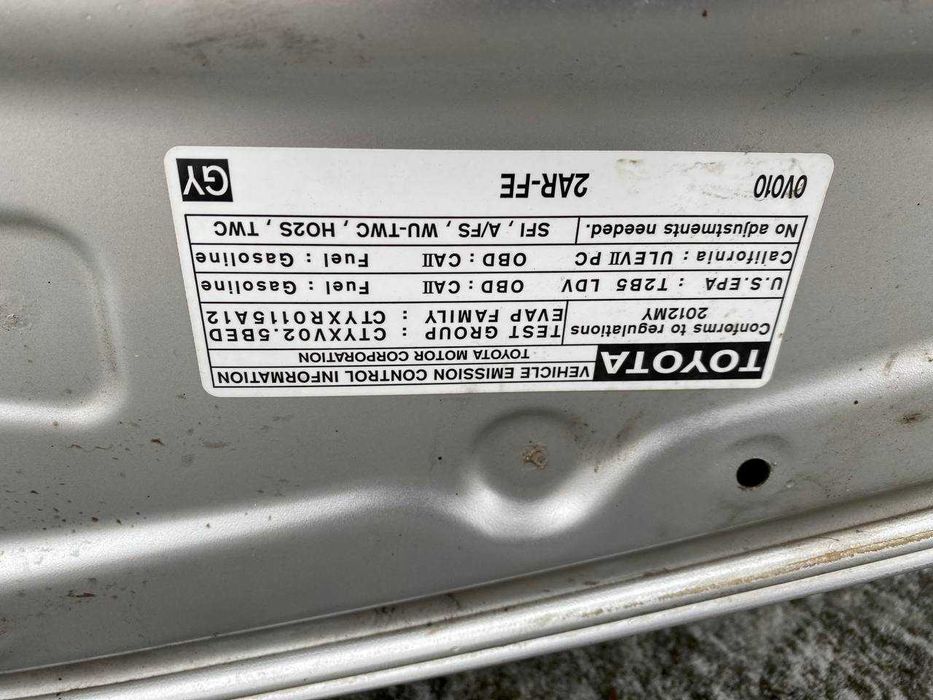 TOYOTA
VEHICLE EMISSION CONTROL INFORMATION
TOYOTA MOTOR CORPORATION
Conforms to regulations
2012MY
TEST GROUP : CTYXV02.5BED
EVAP FAMILY : CTYXR0115A12
U.S.EPA : T2B5 LDV OBD : CAII Fuel : Gasoline
California : ULEVII PC OBD : CAII Fuel : Gasoline
No adjustments needed. SFI , A/FS , WU-TWC , HO2S , TWC
0V010 2AR-FE GY